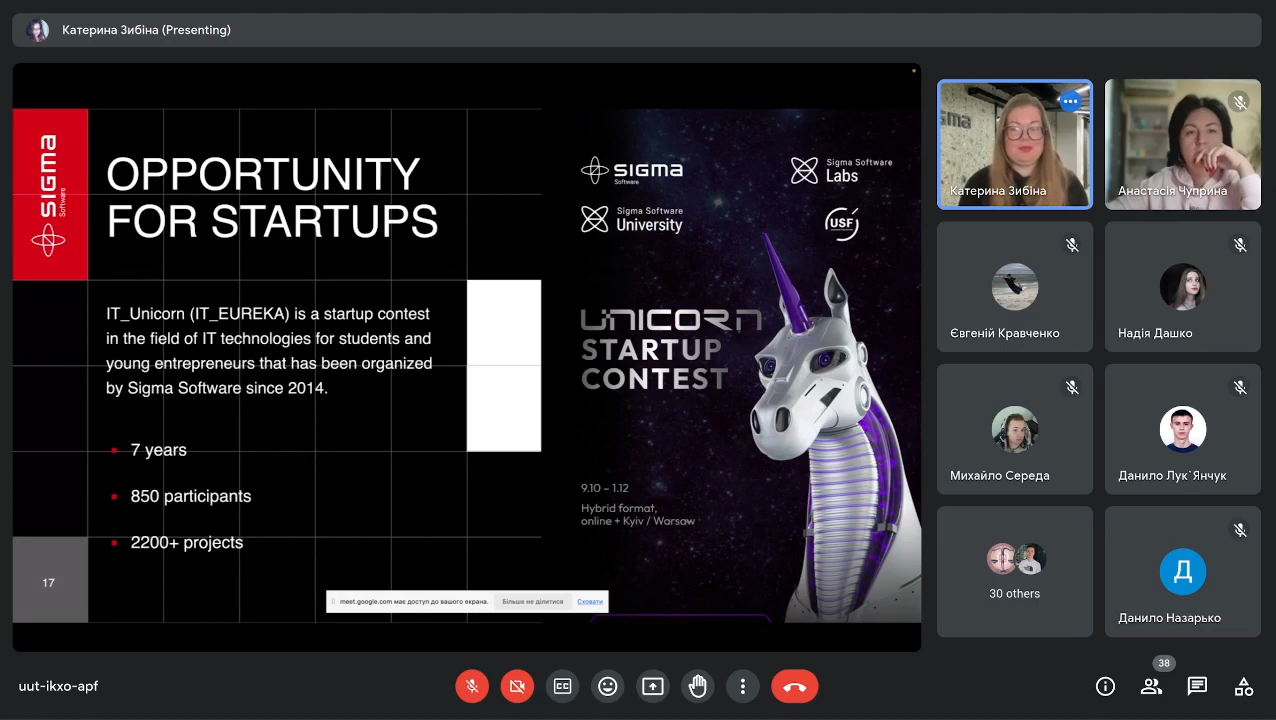 Катерина Зибіна (Presenting)
SIGMA
Software
OPPORTUNITY
FOR STARTUPS
IT_Unicorn (IT_EUREKA) is a startup contest
in the field of IT technologies for students and
young entrepreneurs that has been organized
by Sigma Software since 2014.
7 years
850 participants
2200+ projects
17
SIGMA
Software
Sigma Software
Labs
Sigma Software
University
USF
UNICORN
STARTUP
CONTEST
9.10 – 1.12
Hybrid format,
online + Kyiv / Warsaw
meet.google.com має доступ до вашого екрана.
Більше не ділитися
Сховати
Катерина Зибіна
Анастасія Чуприна
Євгеній Кравченко
Надія Дашко
Михайло Середа
Данило Лук`Янчук
30 others
Д
Данило Назарько
uut-ikxo-apf
38